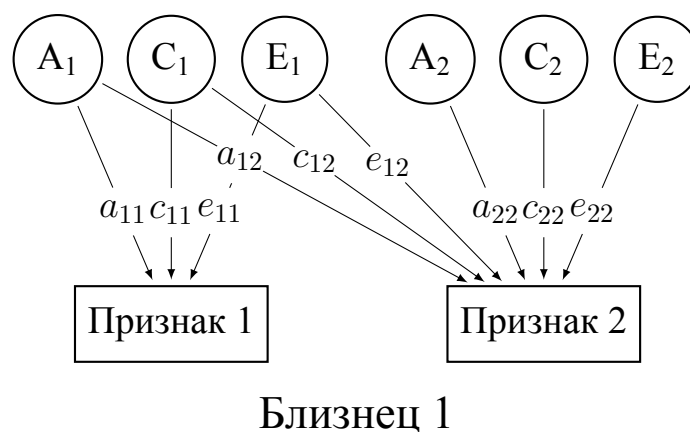 A₁ C₁ E₁ A₂ C₂ E₂
a₁₂ c₁₂ e₁₂
a₁₁ c₁₁ e₁₁ a₂₂ c₂₂ e₂₂
Признак 1 Признак 2
Близнец 1